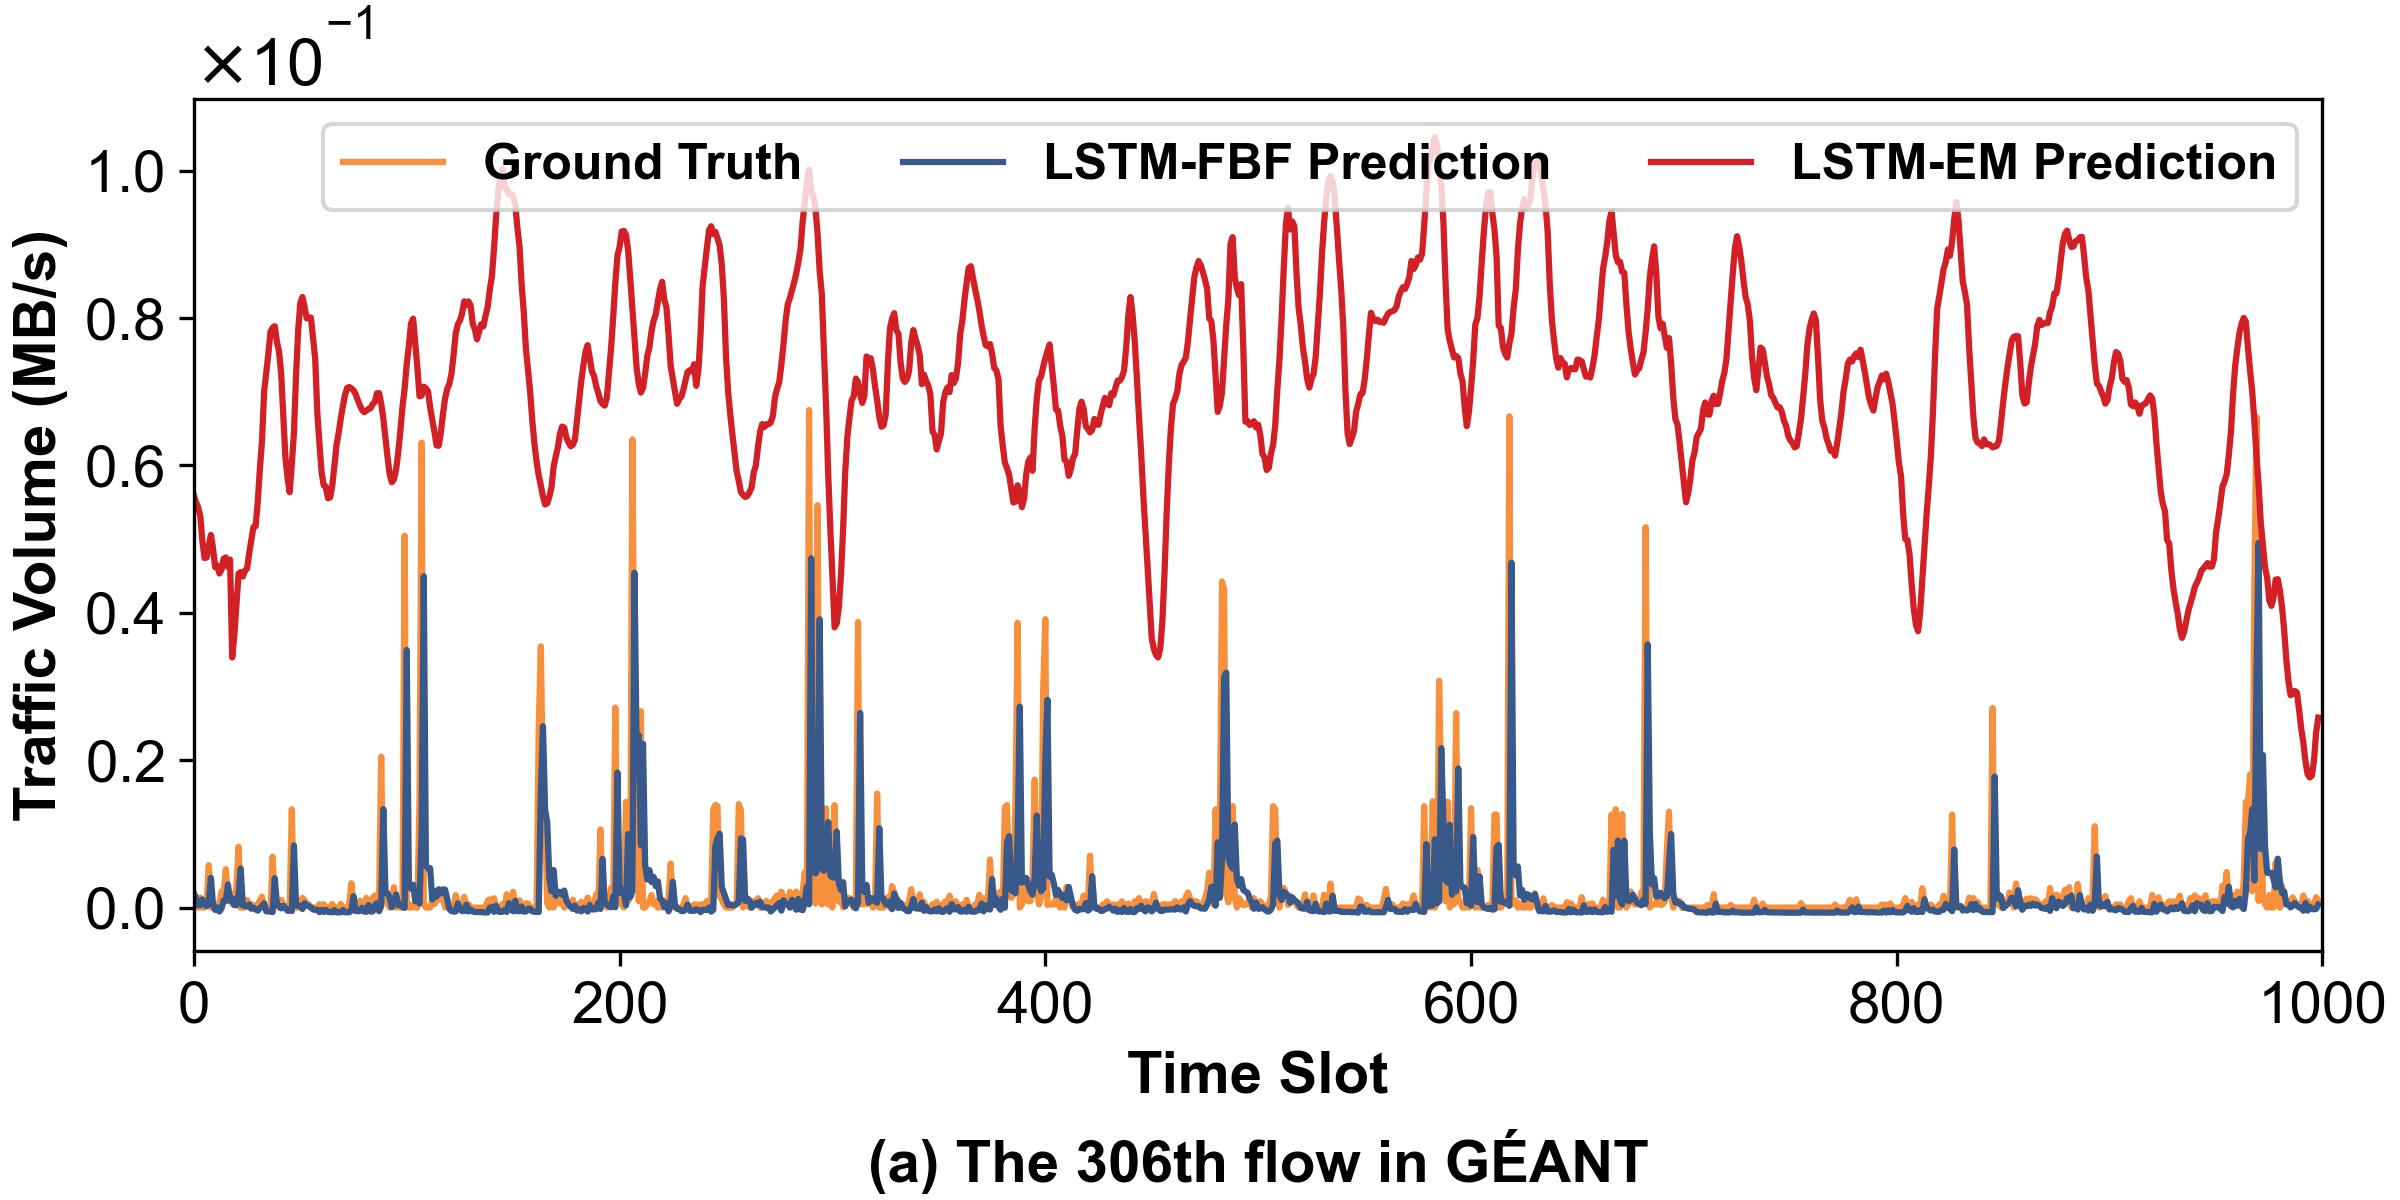 ×10⁻¹
Ground Truth LSTM-FBF Prediction LSTM-EM Prediction
1.0
0.8
0.6
0.4
0.2
0.0
Traffic Volume (MB/s)
0 200 400 600 800 1000
Time Slot
(a) The 306th flow in GÉANT